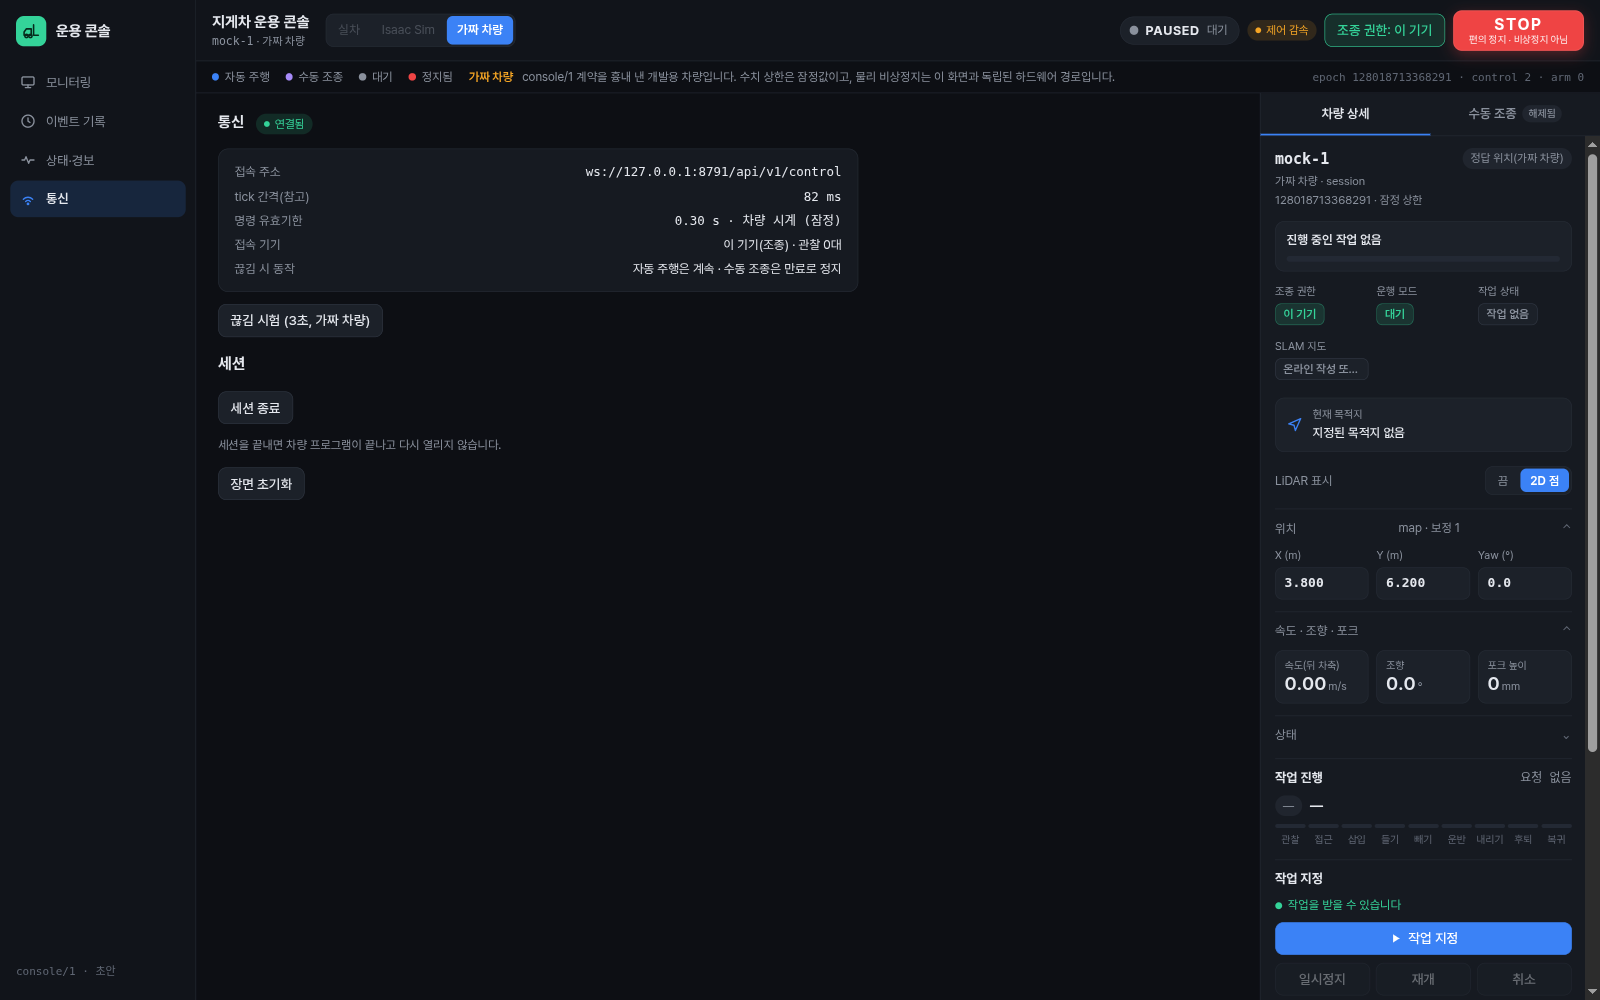 운용 콘솔
모니터링
이벤트 기록
상태·경보
통신
console/1 · 초안
지게차 운용 콘솔
mock-1 · 가짜 차량
실차
Isaac Sim
가짜 차량
PAUSED 대기
제어 감속
조종 권한: 이 기기
STOP
편의 정지 · 비상정지 아님
자동 주행
수동 조종
대기
정지됨
가짜 차량 console/1 계약을 흉내 낸 개발용 차량입니다. 수치 상한은 잠정값이고, 물리 비상정지는 이 화면과 독립된 하드웨어 경로입니다.
epoch 128018713368291 · control 2 · arm 0
통신
연결됨
접속 주소 ws://127.0.0.1:8791/api/v1/control
tick 간격(참고) 82 ms
명령 유효기한 0.30 s · 차량 시계 (잠정)
접속 기기 이 기기(조종) · 관찰 0대
끊김 시 동작 자동 주행은 계속 · 수동 조종은 만료로 정지
끊김 시험 (3초, 가짜 차량)
세션
세션 종료
세션을 끝내면 차량 프로그램이 끝나고 다시 열리지 않습니다.
장면 초기화
차량 상세
수동 조종 해제됨
mock-1
정답 위치(가짜 차량)
가짜 차량 · session
128018713368291 · 잠정 상한
진행 중인 작업 없음
조종 권한 운행 모드 작업 상태
이 기기 대기 작업 없음
SLAM 지도
온라인 작성 또...
현재 목적지
지정된 목적지 없음
LiDAR 표시 끔 2D 점
위치 map · 보정 1
X (m) Y (m) Yaw (°)
3.800 6.200 0.0
속도 · 조향 · 포크
속도(뒤 차축) 조향 포크 높이
0.00 m/s 0.0 ° 0 mm
상태
작업 진행 요청 없음
— —
관찰 접근 삽입 들기 빼기 운반 내리기 후퇴 복귀
작업 지정
작업을 받을 수 있습니다
작업 지정
일시정지 재개 취소